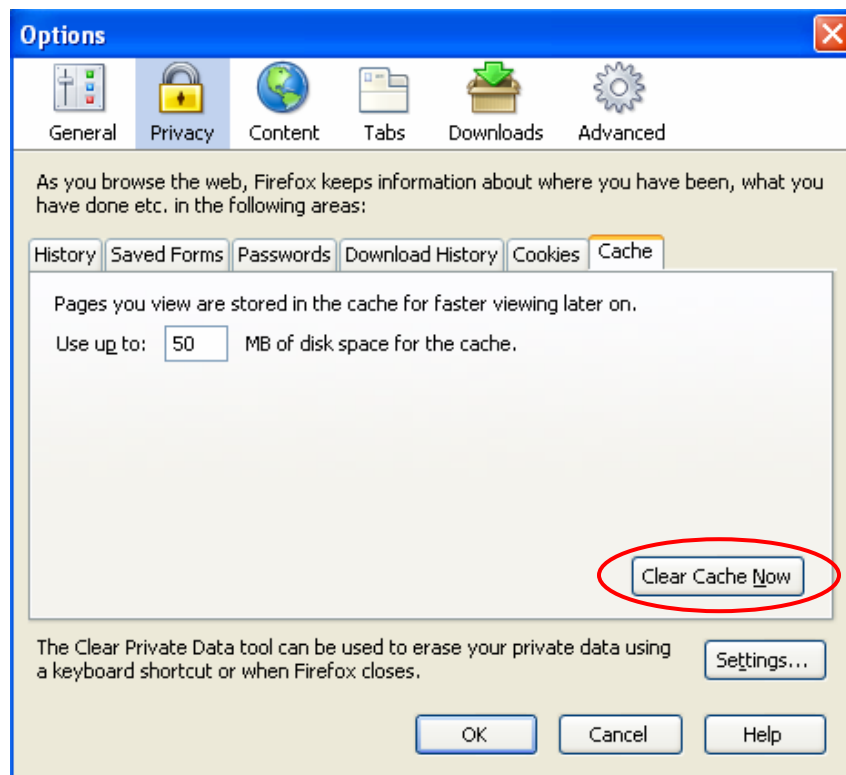 Options
General Privacy Content Tabs Downloads Advanced
As you browse the web, Firefox keeps information about where you have been, what you
have done etc. in the following areas:
History Saved Forms Passwords Download History Cookies Cache
Pages you view are stored in the cache for faster viewing later on.
Use up to: 50 MB of disk space for the cache.
Clear Cache Now
The Clear Private Data tool can be used to erase your private data using
a keyboard shortcut or when Firefox closes.
Settings...
OK Cancel Help